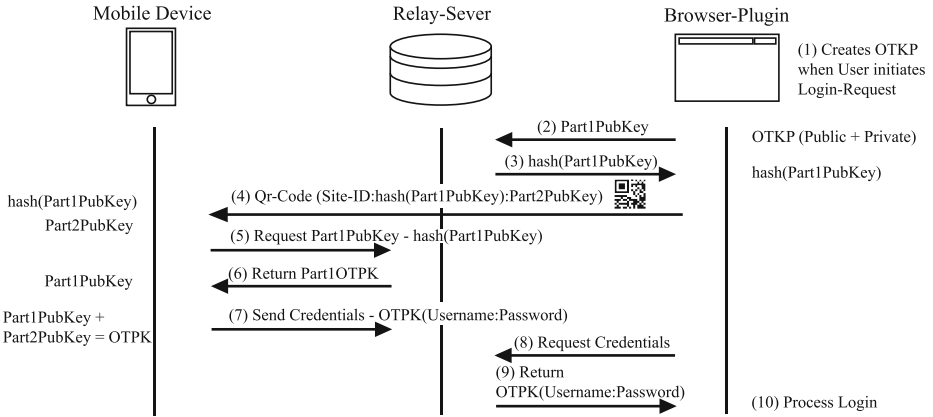 Mobile Device
Relay-Sever
Browser-Plugin
(1) Creates OTKP
when User initiates
Login-Request
(2) Part1PubKey
OTKP (Public + Private)
(3) hash(Part1PubKey)
hash(Part1PubKey)
(4) Qr-Code (Site-ID:hash(Part1PubKey):Part2PubKey)
hash(Part1PubKey)
Part2PubKey
(5) Request Part1PubKey - hash(Part1PubKey)
(6) Return Part1OTPK
Part1PubKey
(7) Send Credentials - OTPK(Username:Password)
Part1PubKey +
Part2PubKey = OTPK
(8) Request Credentials
(9) Return
OTPK(Username:Password)
(10) Process Login